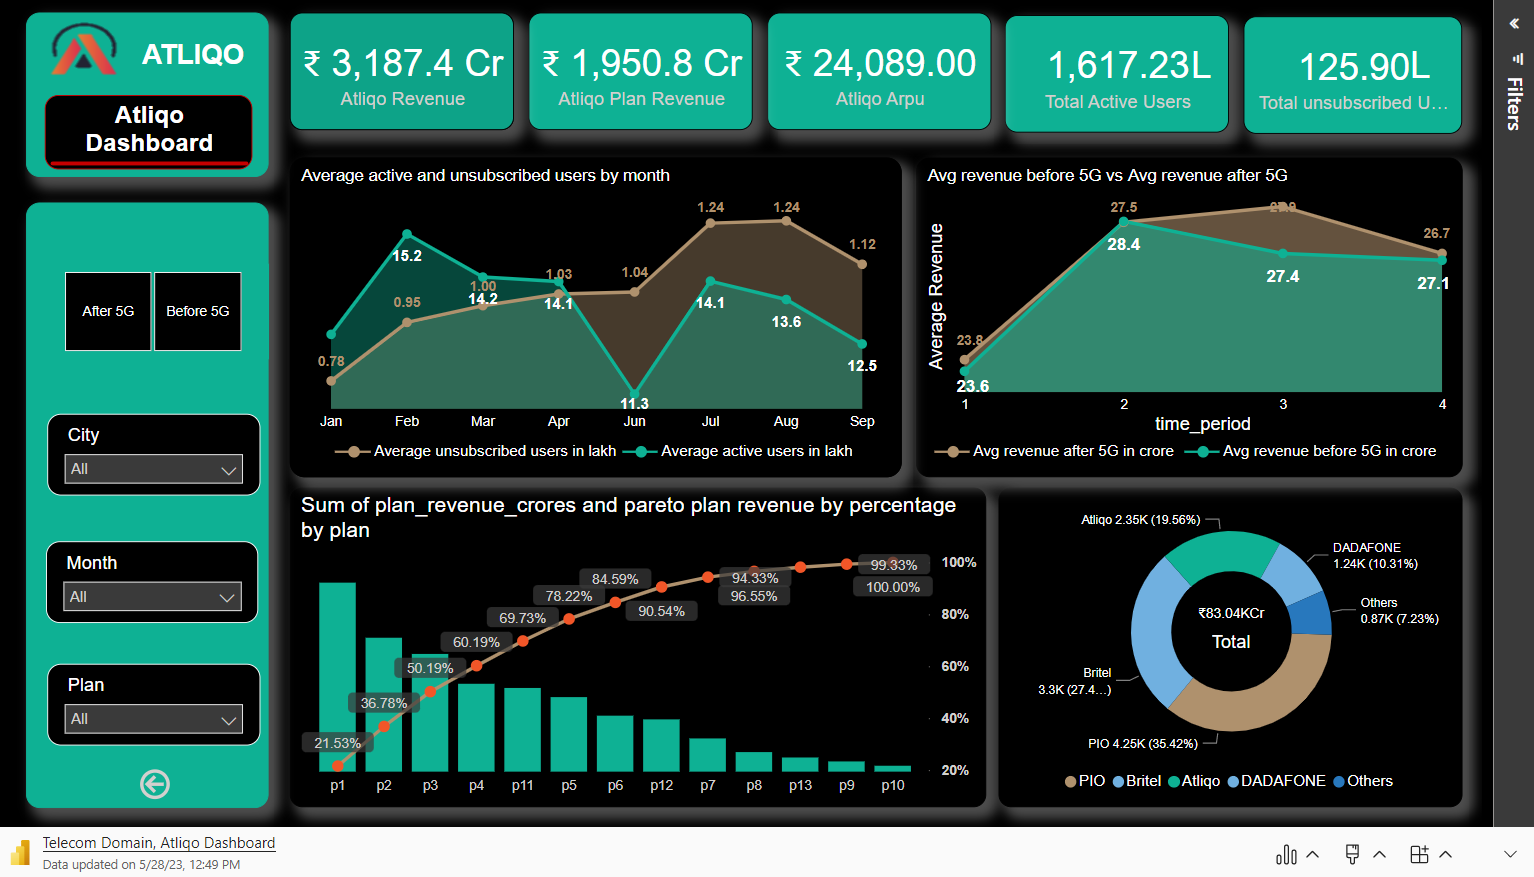 ATLIQO
Atliqo
Dashboard
₹ 3,187.4 Cr
Atliqo Revenue
₹ 1,950.8 Cr
Atliqo Plan Revenue
₹ 24,089.00
Atliqo Arpu
1,617.23L
Total Active Users
125.90L
Total unsubscribed U...
Filters
After 5G
Before 5G
City
All
Month
All
Plan
All
Average active and unsubscribed users by month
0.78
0.95
1.00
1.03
1.04
1.24
1.24
1.12
15.2
14.2
14.1
11.3
14.1
13.6
12.5
Jan
Feb
Mar
Apr
Jun
Jul
Aug
Sep
Average unsubscribed users in lakh
Average active users in lakh
Avg revenue before 5G vs Avg revenue after 5G
Average Revenue
23.8
27.5
26.7
23.6
28.4
27.4
27.1
1
2
3
4
time_period
Avg revenue after 5G in crore
Avg revenue before 5G in crore
Sum of plan_revenue_crores and pareto plan revenue by percentage
by plan
21.53%
36.78%
50.19%
60.19%
69.73%
78.22%
84.59%
90.54%
94.33%
96.55%
99.33%
100.00%
100%
80%
60%
40%
20%
p1
p2
p3
p4
p11
p5
p6
p12
p7
p8
p13
p9
p10
Atliqo 2.35K (19.56%)
DADAFONE
1.24K (10.31%)
Others
0.87K (7.23%)
₹83.04KCr
Total
Britel
3.3K (27.4...)
PIO 4.25K (35.42%)
PIO
Britel
Atliqo
DADAFONE
Others
Telecom Domain, Atliqo Dashboard
Data updated on 5/28/23, 12:49 PM